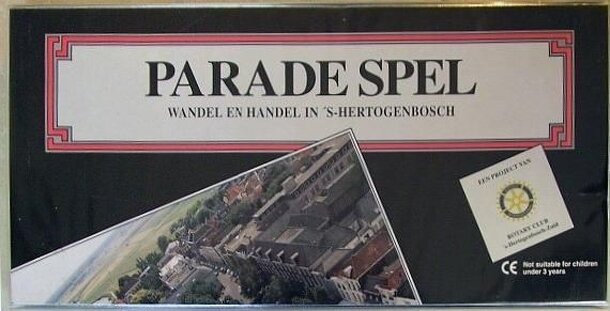 PARADE SPEL
WANDEL EN HANDEL IN 'S-HERTOGENBOSCH
EEN PROJECT VAN
ROTARY CLUB
's-Hertogenbosch-Zuid
CE Not suitable for children
under 3 years